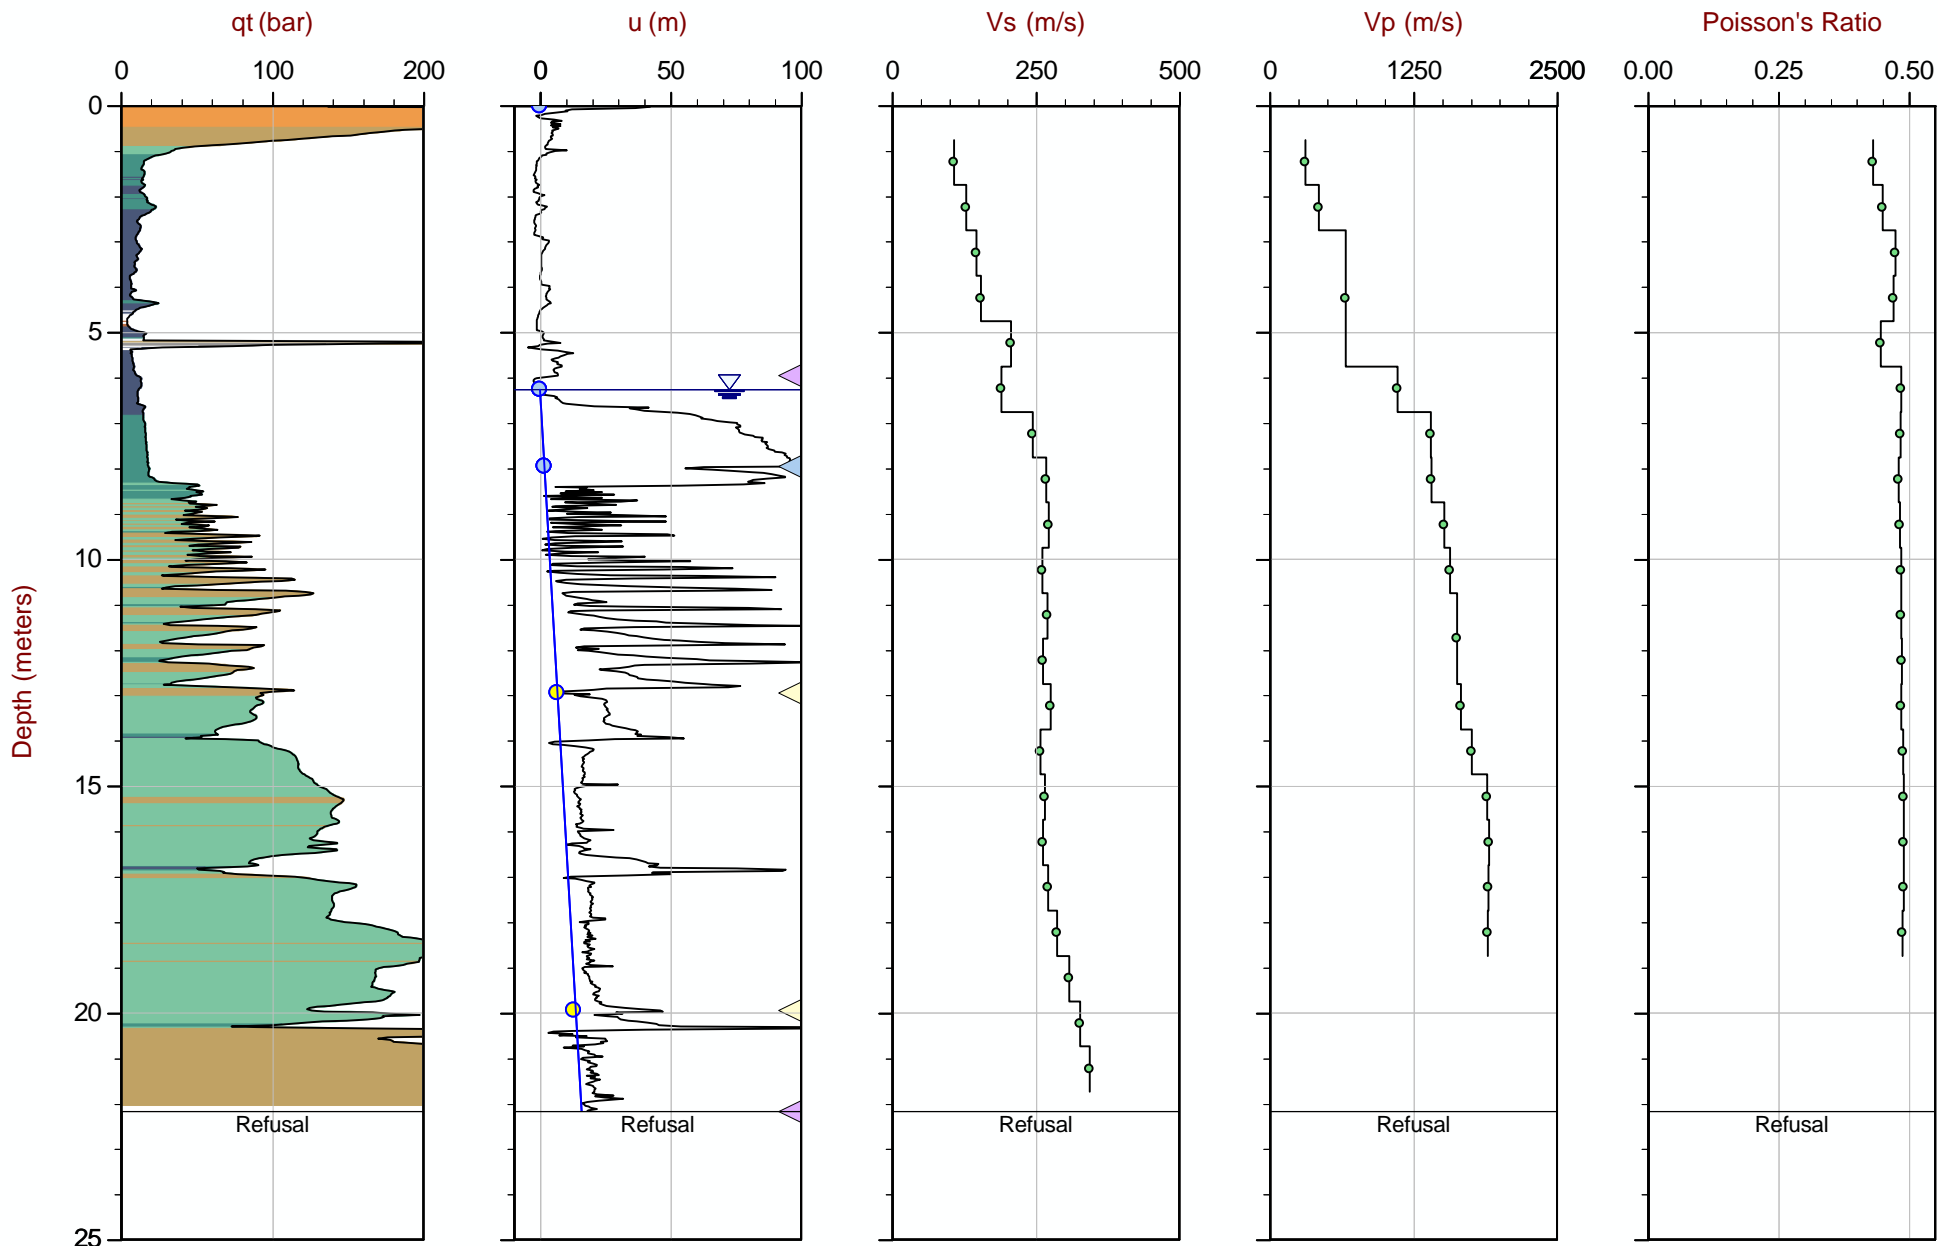 qt (bar) u (m) Vs (m/s) Vp (m/s) Poisson's Ratio
0 100 200 0 50 100 0 250 500 0 1250 2500 0.00 0.25 0.50
0
5
10
Depth (meters)
15
20
Refusal Refusal Refusal Refusal Refusal
25